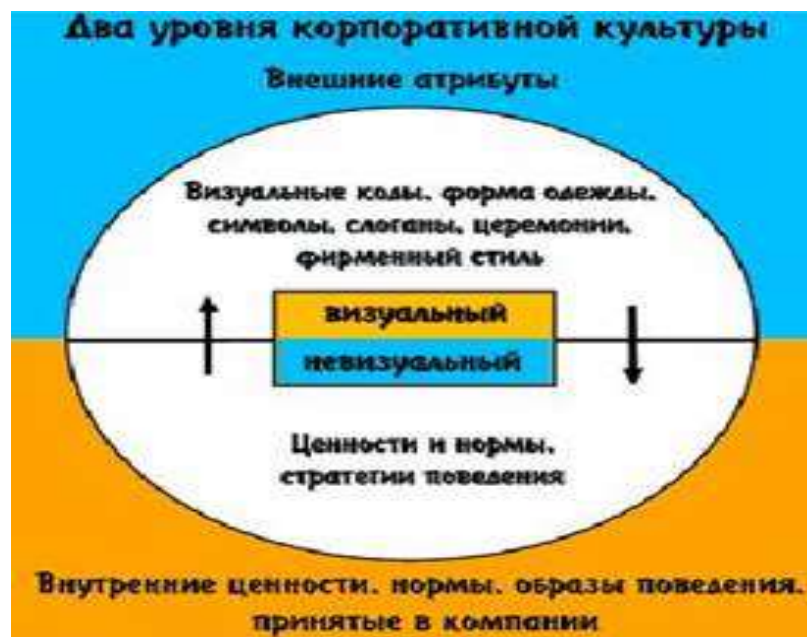 Два уровня корпоративной культуры
Внешние атрибуты
Визуальные коды, форма одежды,
символы, слоганы, церемонии,
фирменный стиль
визуальный
невизуальный
Ценности и нормы,
стратегии поведения
Внутренние ценности, нормы, образы поведения,
принятые в компании